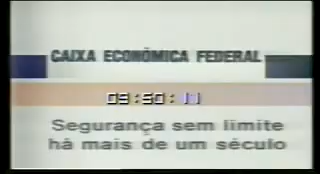 CAIXA ECONÔMICA FEDERAL
09:50:11
Segurança sem limite
há mais de um século